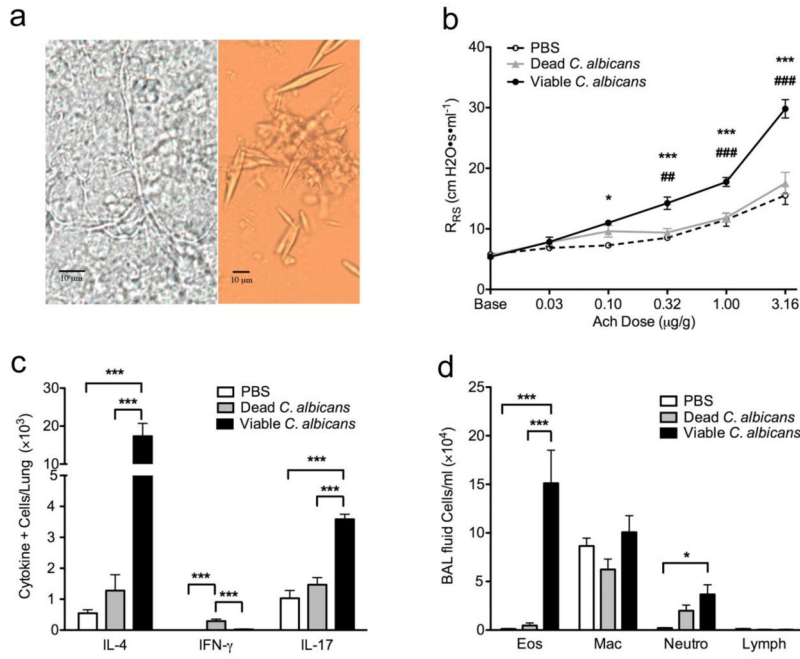 a
10 μm
10 μm
b
PBS
Dead C. albicans
Viable C. albicans
R_RS (cm H2O•s•ml⁻¹)
40
30
20
10
0
*
***
##
***
###
***
###
Base 0.03 0.10 0.32 1.00 3.16
Ach Dose (μg/g)
c
PBS
Dead C. albicans
Viable C. albicans
Cytokine + Cells/Lung (×10³)
30
20
10
5
4
3
2
1
0
***
***
***
***
***
***
IL-4 IFN-γ IL-17
d
PBS
Dead C. albicans
Viable C. albicans
BAL fluid Cells/ml (×10⁴)
25
20
15
10
5
0
***
***
*
Eos Mac Neutro Lymph